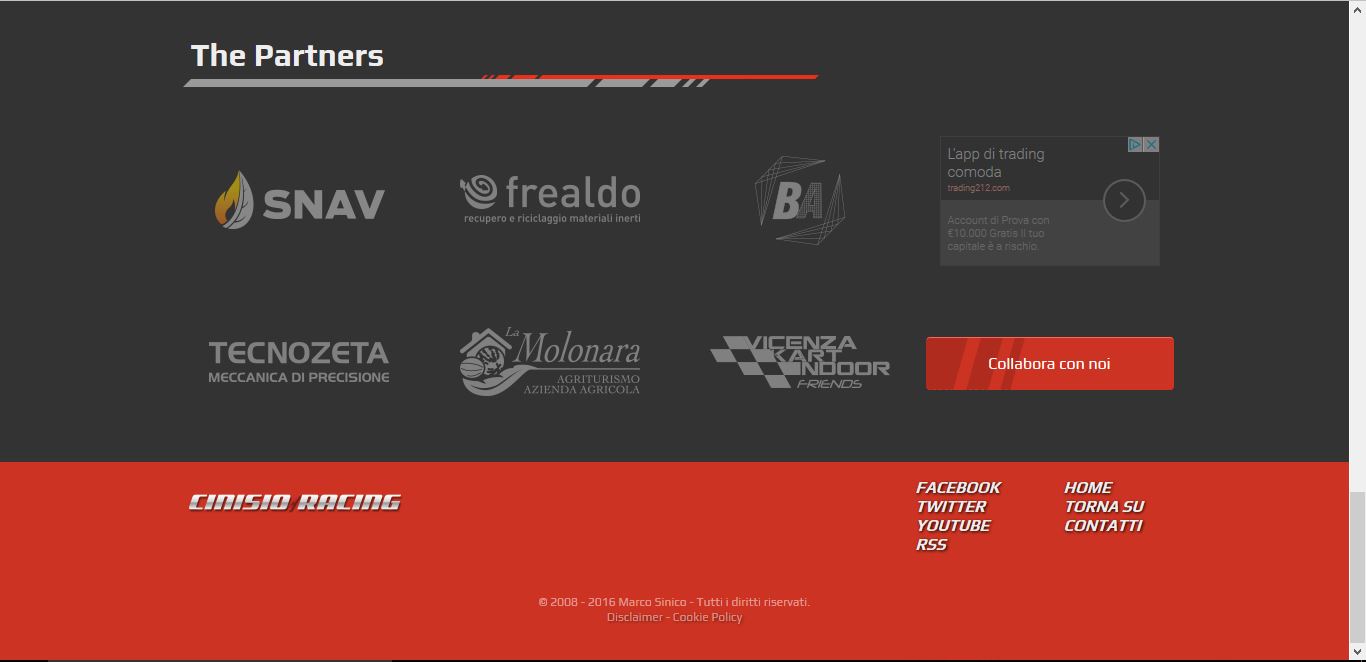 The Partners
SNAV
frealdo
recupero e riciclaggio materiali inerti
BA
L'app di trading
comoda
trading212.com
Account di Prova con
€10.000 Gratis Il tuo
capitale è a rischio.
TECNOZETA
MECCANICA DI PRECISIONE
La Molonara
AGRITURISMO
AZIENDA AGRICOLA
VICENZA
KART
INDOOR
FRIENDS
Collabora con noi
CINISIO/RACING
FACEBOOK
TWITTER
YOUTUBE
RSS
HOME
TORNA SU
CONTATTI
© 2008 - 2016 Marco Sinico - Tutti i diritti riservati.
Disclaimer - Cookie Policy